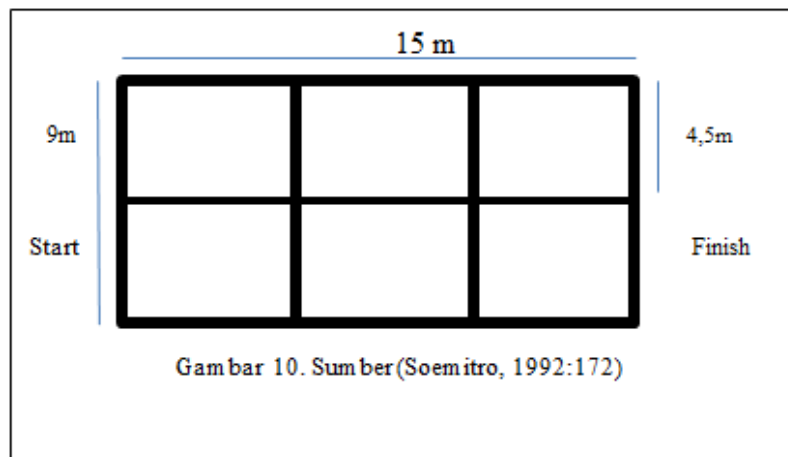 15 m
9m
4,5m
Start
Finish
Gambar 10. Sumber(Soemitro, 1992:172)